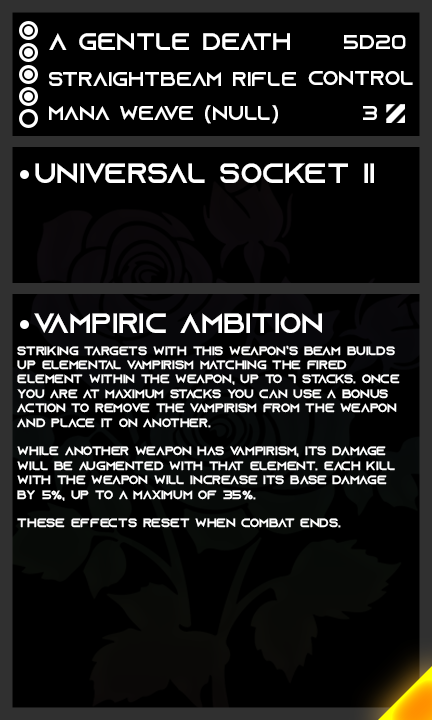 A GENTLE DEATH 5D20
STRAIGHTBEAM RIFLE CONTROL
MANA WEAVE (NULL) 3
•UNIVERSAL SOCKET II
•VAMPIRIC AMBITION
STRIKING TARGETS WITH THIS WEAPON'S BEAM BUILDS
UP ELEMENTAL VAMPIRISM MATCHING THE FIRED
ELEMENT WITHIN THE WEAPON, UP TO 7 STACKS. ONCE
YOU ARE AT MAXIMUM STACKS YOU CAN USE A BONUS
ACTION TO REMOVE THE VAMPIRISM FROM THE WEAPON
AND PLACE IT ON ANOTHER.
WHILE ANOTHER WEAPON HAS VAMPIRISM, ITS DAMAGE
WILL BE AUGMENTED WITH THAT ELEMENT. EACH KILL
WITH THE WEAPON WILL INCREASE ITS BASE DAMAGE
BY 5%, UP TO A MAXIMUM OF 35%.
THESE EFFECTS RESET WHEN COMBAT ENDS.